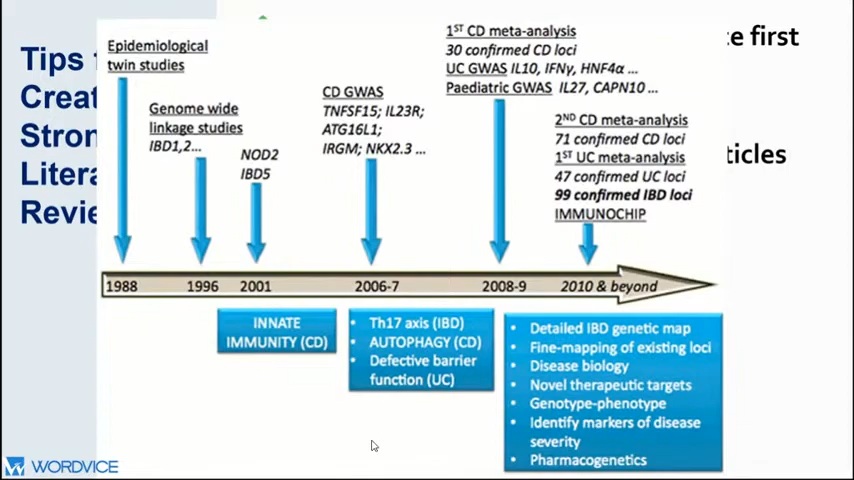 Tips
Creat
Stron
Litera
Revie
first
ticles
Epidemiological
twin studies
Genome wide
linkage studies
IBD1,2...
NOD2
IBD5
CD GWAS
TNFSF15; IL23R;
ATG16L1;
IRGM; NKX2.3 ...
1ST CD meta-analysis
30 confirmed CD loci
UC GWAS IL10, IFNγ, HNF4α ...
Paediatric GWAS IL27, CAPN10 ...
2ND CD meta-analysis
71 confirmed CD loci
1ST UC meta-analysis
47 confirmed UC loci
99 confirmed IBD loci
IMMUNOCHIP
1988 1996 2001 2006-7 2008-9 2010 & beyond
INNATE
IMMUNITY (CD)
• Th17 axis (IBD)
• AUTOPHAGY (CD)
• Defective barrier
function (UC)
• Detailed IBD genetic map
• Fine-mapping of existing loci
• Disease biology
• Novel therapeutic targets
• Genotype-phenotype
• Identify markers of disease
severity
• Pharmacogenetics
WORDVICE